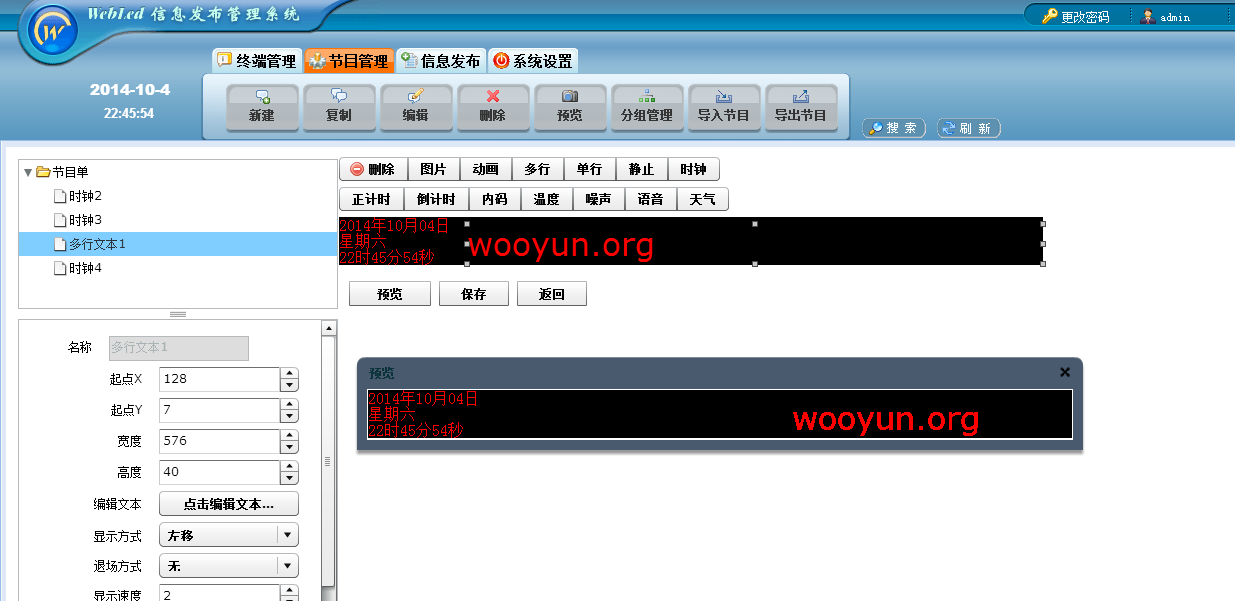 WebLed 信息发布管理系统
更改密码 admin
终端管理 节目管理 信息发布 系统设置
2014-10-4
22:45:54
新建 复制 编辑 删除 预览 分组管理 导入节目 导出节目
搜 索 刷 新
节目单
时钟2
时钟3
多行文本1
时钟4
删除 图片 动画 多行 单行 静止 时钟
正计时 倒计时 内码 温度 噪声 语音 天气
2014年10月04日
星期六
22时45分54秒
wooyun.org
预览 保存 返回
名称 多行文本1
起点X 128
起点Y 7
宽度 576
高度 40
编辑文本 点击编辑文本...
显示方式 左移
退场方式 无
显示速度 2
预览
2014年10月04日
星期六
22时45分54秒
wooyun.org